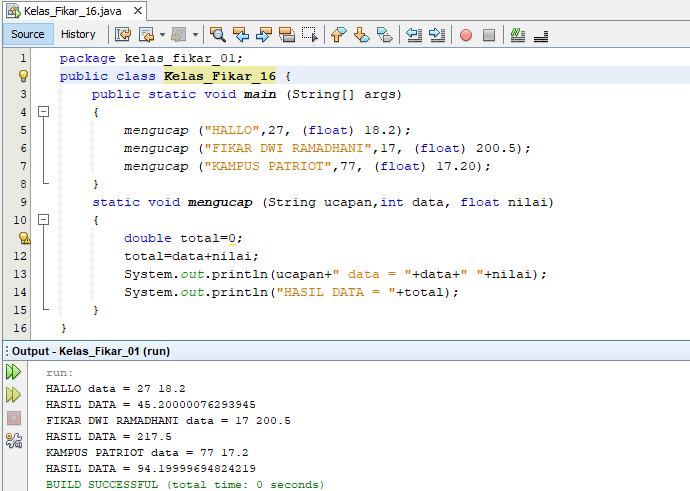 Kelas_Fikar_16.java
Source History
1 package kelas_fikar_01;
public class Kelas_Fikar_16 {
3 public static void main (String[] args)
4 {
5 mengucap ("HALLO",27, (float) 18.2);
6 mengucap ("FIKAR DWI RAMADHANI",17, (float) 200.5);
7 mengucap ("KAMPUS PATRIOT",77, (float) 17.20);
8 }
9 static void mengucap (String ucapan,int data, float nilai)
10 {
double total=0;
12 total=data+nilai;
13 System.out.println(ucapan+" data = "+data+" "+nilai);
14 System.out.println("HASIL DATA = "+total);
15 }
16 }
Output - Kelas_Fikar_01 (run)
run:
HALLO data = 27 18.2
HASIL DATA = 45.20000076293945
FIKAR DWI RAMADHANI data = 17 200.5
HASIL DATA = 217.5
KAMPUS PATRIOT data = 77 17.2
HASIL DATA = 94.19999694824219
BUILD SUCCESSFUL (total time: 0 seconds)